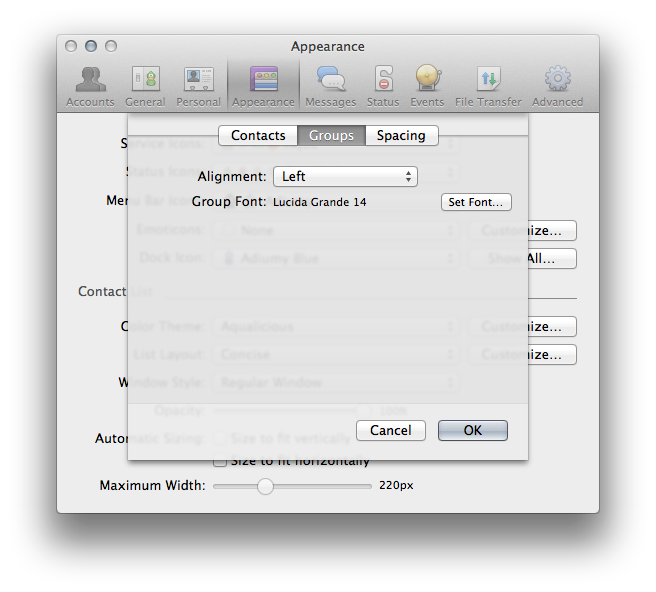 Appearance
Accounts General Personal Appearance Messages Status Events File Transfer Advanced
Contacts Groups Spacing
Service Icons:
Alignment: Left
Status Icons:
Group Font: Lucida Grande 14 Set Font...
Menu Bar Icons:
Emoticons: None Customize...
Dock Icon: Adiumy Blue Show All...
Contact List
Color Theme: Aqualicious Customize...
List Layout: Concise Customize...
Window Style: Regular Window
Opacity: 100%
Cancel OK
Automatic Sizing: Size to fit vertically
Size to fit horizontally
Maximum Width: 220px